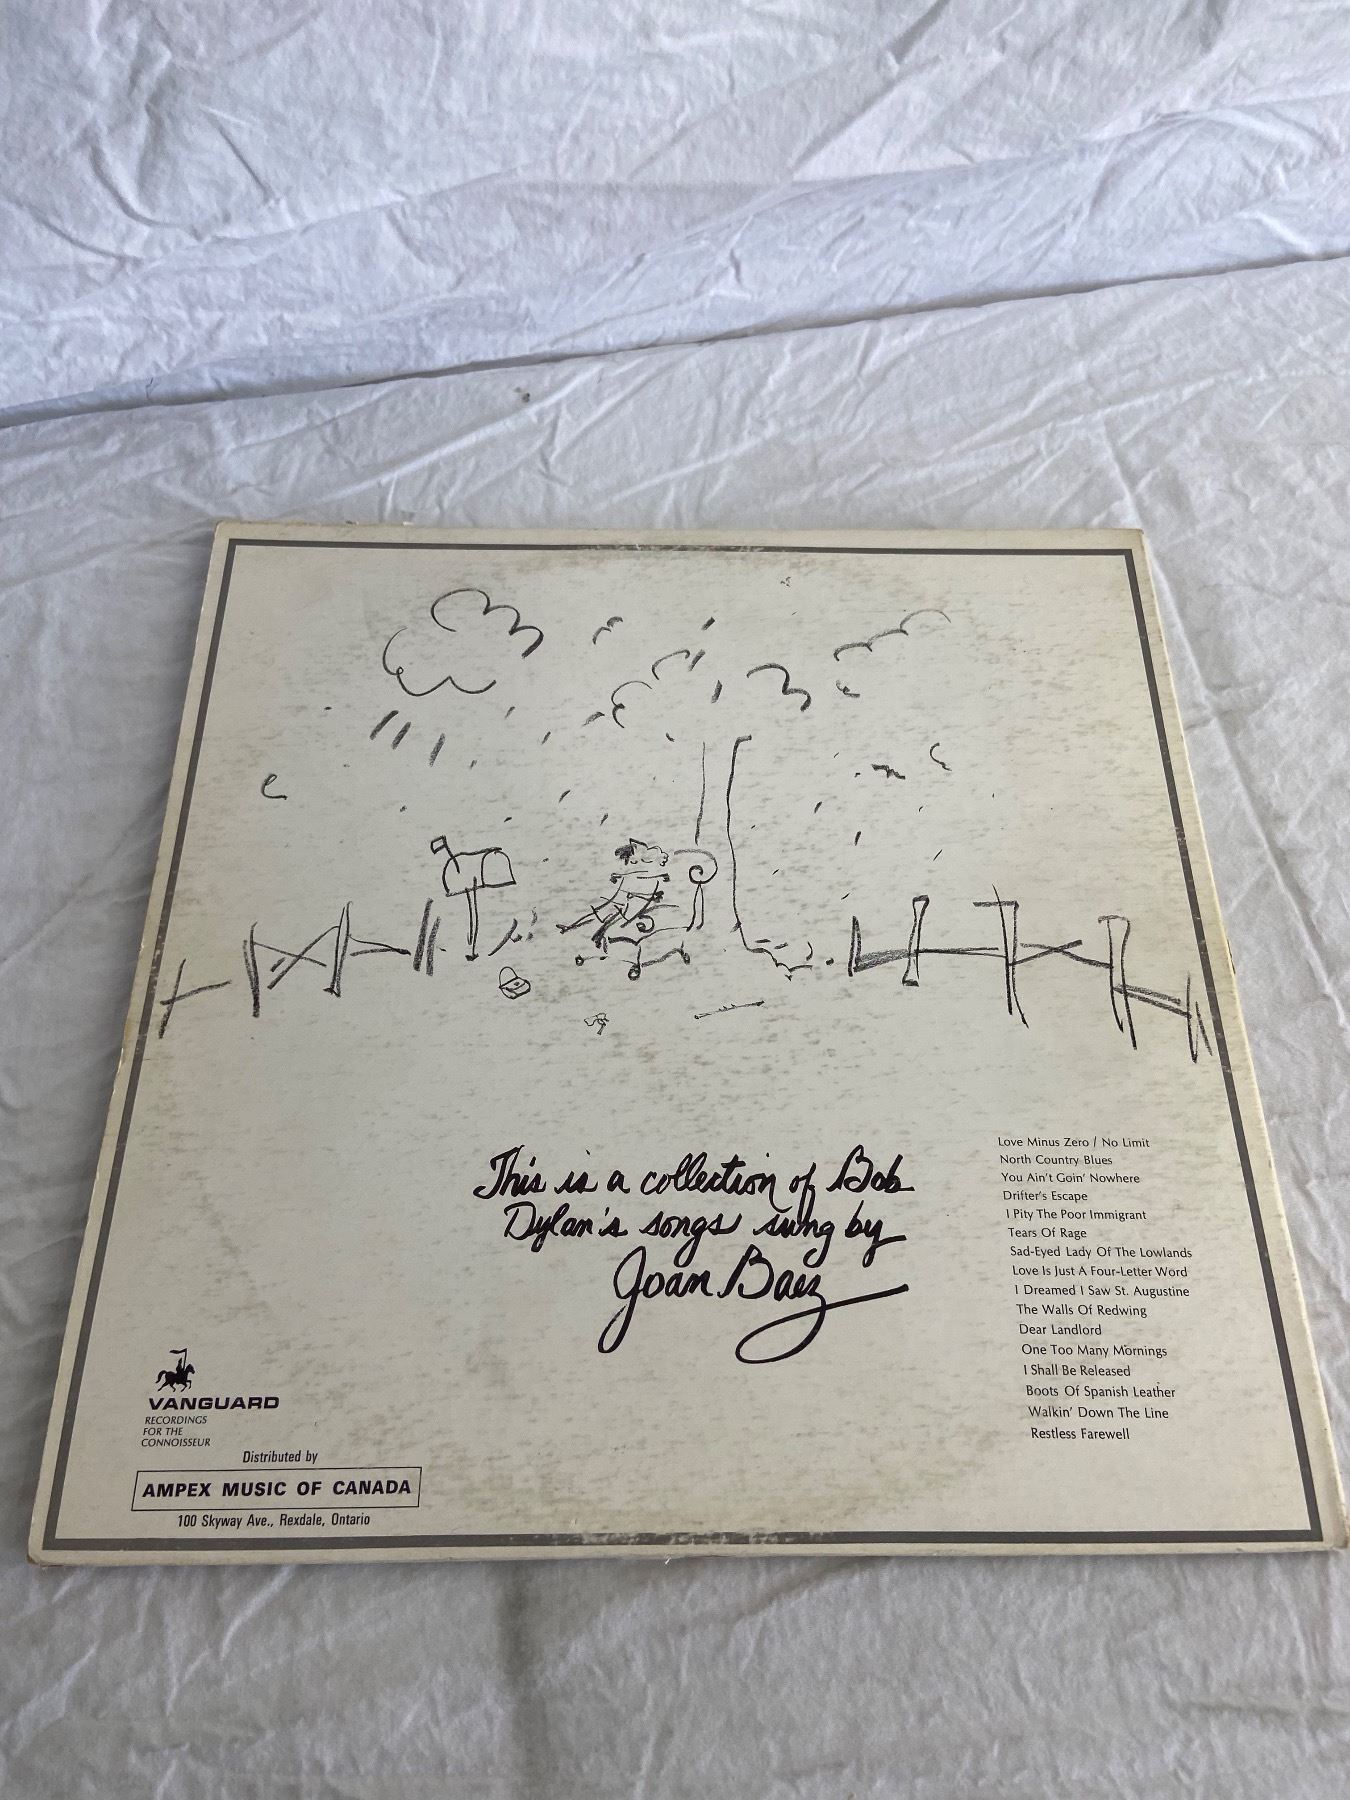 This is a collection of Bob
Dylan's songs sung by
Joan Baez
Love Minus Zero / No Limit
North Country Blues
You Ain't Goin' Nowhere
Drifter's Escape
I Pity The Poor Immigrant
Tears Of Rage
Sad-Eyed Lady Of The Lowlands
Love Is Just A Four-Letter Word
I Dreamed I Saw St. Augustine
The Walls Of Redwing
Dear Landlord
One Too Many Mornings
I Shall Be Released
Boots Of Spanish Leather
Walkin' Down The Line
Restless Farewell
VANGUARD
RECORDINGS
FOR THE
CONNOISSEUR
Distributed by
AMPEX MUSIC OF CANADA
100 Skyway Ave., Rexdale, Ontario